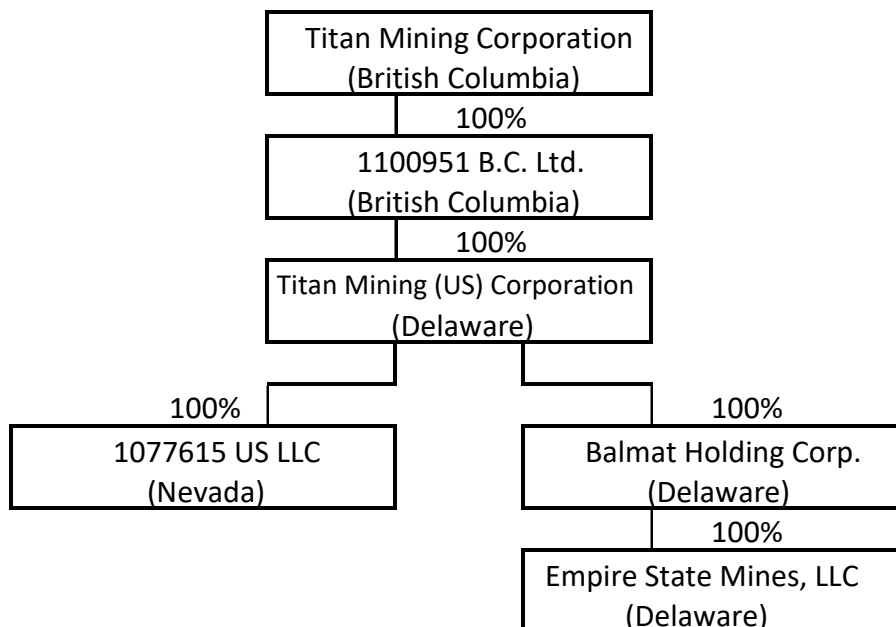 Titan Mining Corporation
(British Columbia)
100%
1100951 B.C. Ltd.
(British Columbia)
100%
Titan Mining (US) Corporation
(Delaware)
100%
100%
1077615 US LLC
(Nevada)
Balmat Holding Corp.
(Delaware)
100%
Empire State Mines, LLC
(Delaware)